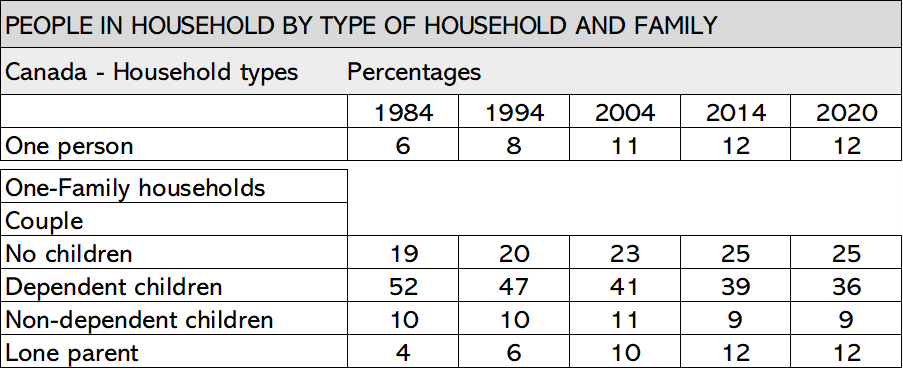 PEOPLE IN HOUSEHOLD BY TYPE OF HOUSEHOLD AND FAMILY
Canada - Household types Percentages
1984 1994 2004 2014 2020
One person 6 8 11 12 12
One-Family households
Couple
No children 19 20 23 25 25
Dependent children 52 47 41 39 36
Non-dependent children 10 10 11 9 9
Lone parent 4 6 10 12 12